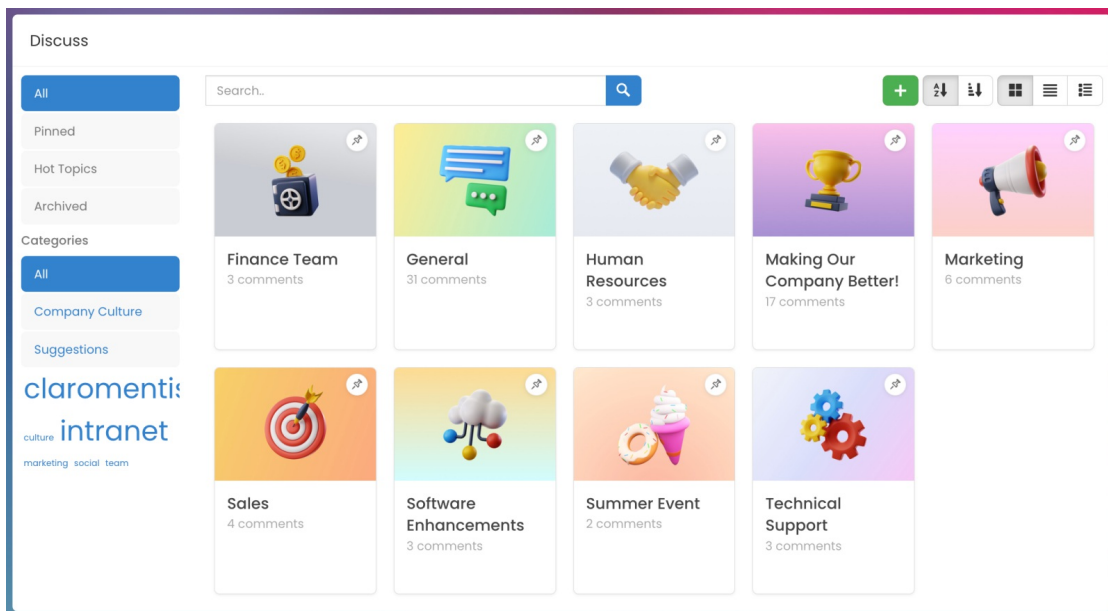 Discuss
All
Pinned
Hot Topics
Archived
Categories
All
Company Culture
Suggestions
claromentis
culture intranet
marketing social team
Search..
Finance Team
3 comments
General
31 comments
Human
Resources
3 comments
Making Our
Company Better!
17 comments
Marketing
6 comments
Sales
4 comments
Software
Enhancements
3 comments
Summer Event
2 comments
Technical
Support
3 comments